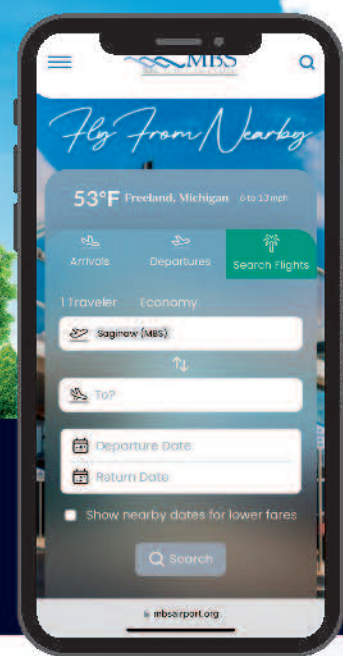 MBS
Fly From Nearby
53°F Freeland, Michigan 6 to 13 mph
Arrivals Departures Search Flights
1 Traveler Economy
Saginaw (MBS)
To?
Departure Date
Return Date
Show nearby dates for lower fares
Search
mbsairport.org